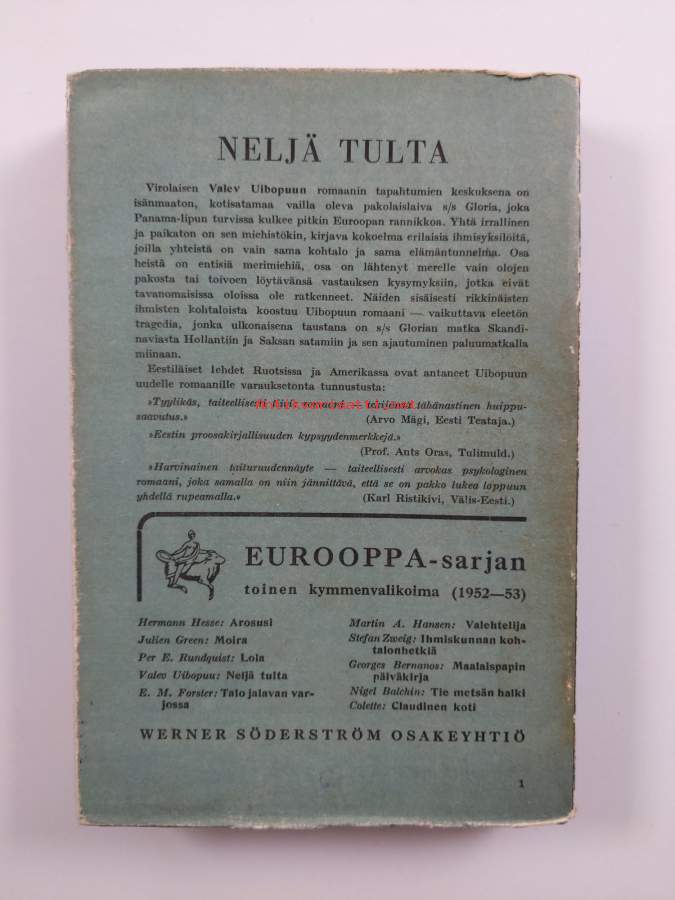 NELJÄ TULTA
Virolaisen Valev Uibopuun romaanin tapahtumien keskuksena on
isänmaaton, kotisatamaa vailla oleva pakolaislaiva s/s Gloria, joka
Panama-lipun turvissa kulkee pitkin Euroopan rannikkoa. Yhtä irrallinen
ja paikaton on sen miehistökin, kirjava kokoelma erilaisia ihmisyksilöitä,
joilla yhteistä on vain sama kohtalo ja sama elämäntunnelma. Osa
heistä on entisiä merimiehiä, osa on lähtenyt merelle vain olojen
pakosta tai toivoen löytävänsä vastauksen kysymyksiin, jotka eivät
tavanomaisissa oloissa ole ratkenneet. Näiden sisäisesti rikkinäisten
ihmisten kohtaloista koostuu Uibopuun romaani — vaikuttava eleetön
tragedia, jonka ulkonaisena taustana on s/s Glorian matka Skandi-
naviasta Hollantiin ja Saksan satamiin ja sen ajautuminen paluumatkalla
miinaan.
Eestiläiset lehdet Ruotsissa ja Amerikassa ovat antaneet Uibopuun
uudelle romaanille varauksetonta tunnustusta:
»Tyylikäs, taiteellisesti romaani — tekijänsä tähänastinen huippu-
saavutus.» (Arvo Mägi, Eesti Teataja.)
»Eestin proosakirjallisuuden kypsyydenmerkkejä.»
(Prof. Ants Oras, Tulimuld.)
»Harvinainen taituruudennäyte — taiteellisesti arvokas psykologinen
romaani, joka samalla on niin jännittävä, että se on pakko lukea loppuun
yhdellä rupeamalla.» (Karl Ristikivi, Välis-Eesti.)
EUROOPPA-sarjan
toinen kymmenvalikoima (1952—53)
Hermann Hesse: Arosusi
Julien Green: Moira
Per E. Rundquist: Lola
Valev Uibopuu: Neljä tulta
E. M. Forster: Talo jalavan var-
jossa
Martin A. Hansen: Valehtelija
Stefan Zweig: Ihmiskunnan koh-
talonhetkiä
Georges Bernanos: Maalaispapin
päiväkirja
Nigel Balchin: Tie metsän halki
Colette: Claudinen koti
WERNER SÖDERSTRÖM OSAKEYHTIÖ
1